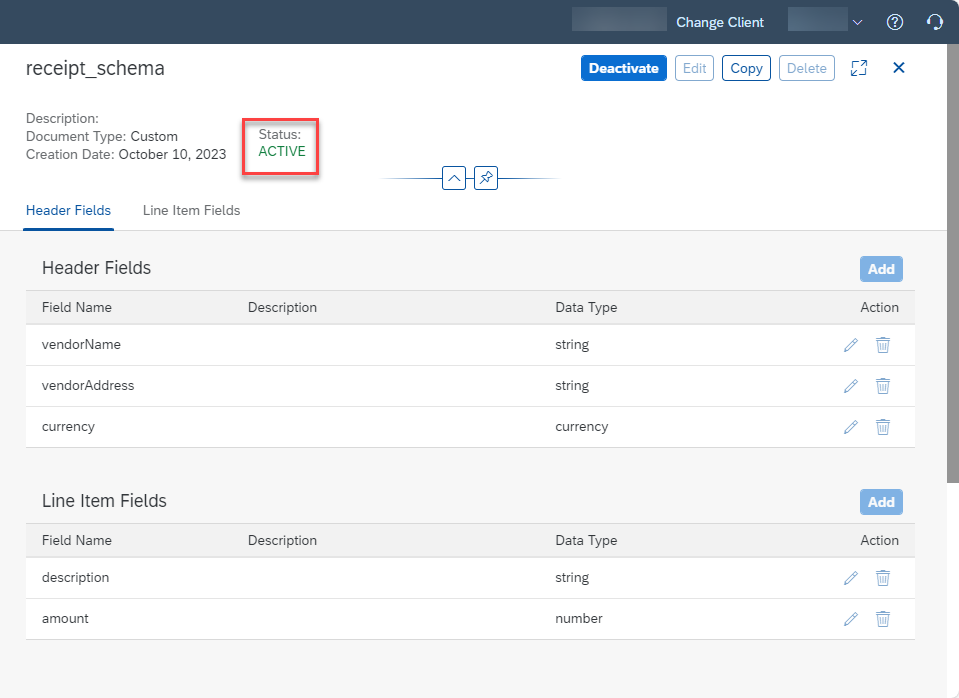 Change Client
receipt_schema
Deactivate Edit Copy Delete
Description:
Document Type: Custom
Creation Date: October 10, 2023
Status:
ACTIVE
Header Fields Line Item Fields
Header Fields Add
Field Name Description Data Type Action
vendorName string
vendorAddress string
currency currency
Line Item Fields Add
Field Name Description Data Type Action
description string
amount number